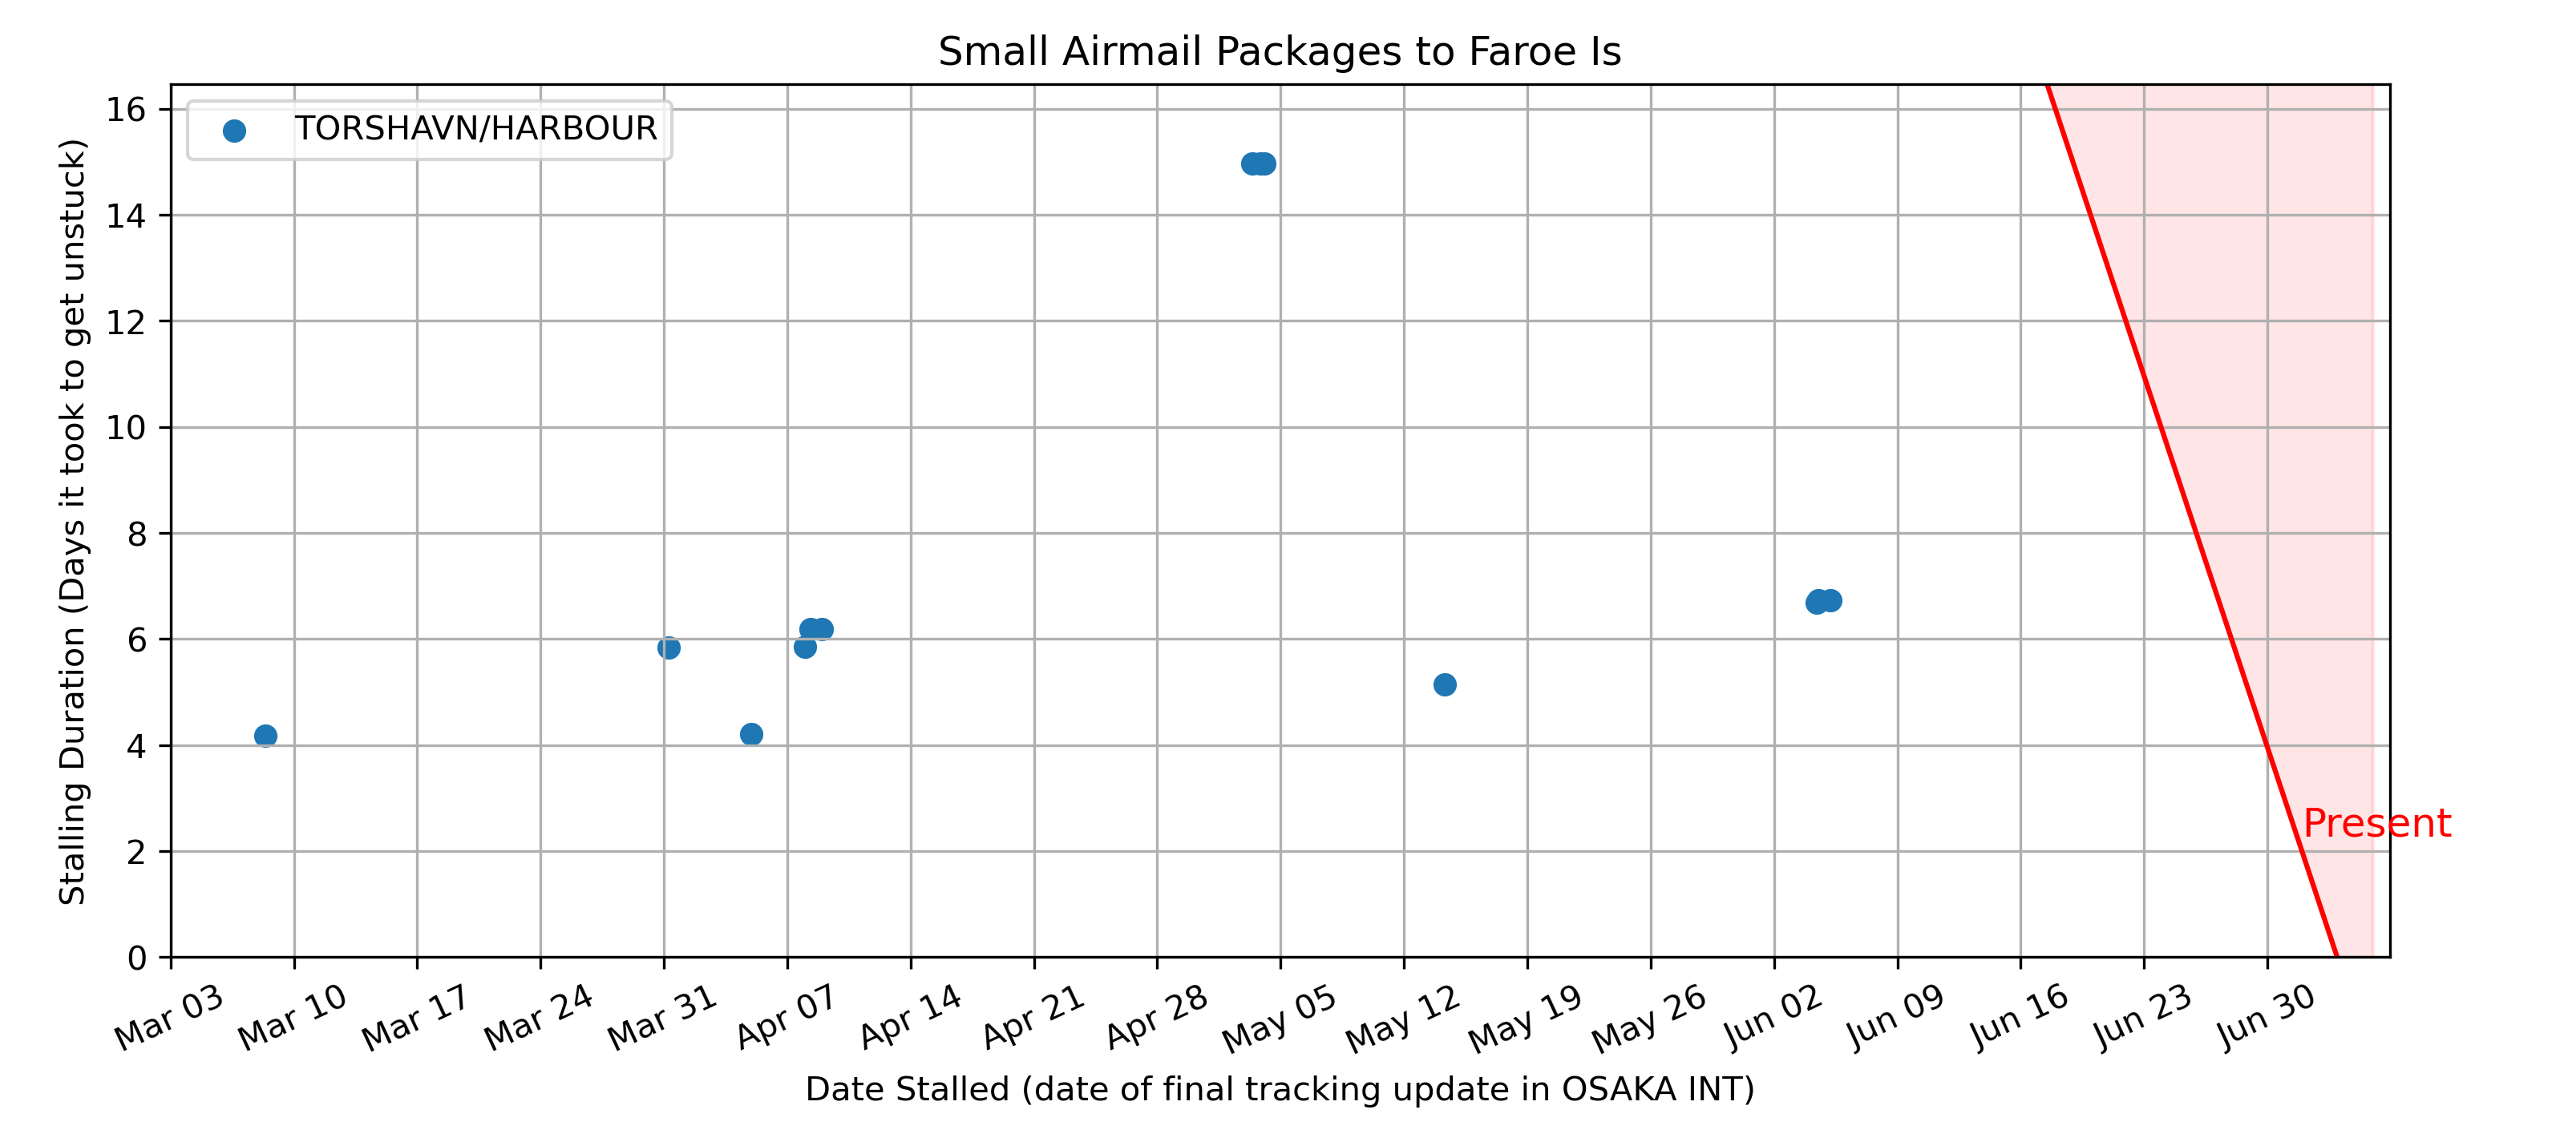 Small Airmail Packages to Faroe Is
TORSHAVN/HARBOUR
Stalling Duration (Days it took to get unstuck)
16
14
12
10
8
6
4
2
0
Present
Mar 03 Mar 10 Mar 17 Mar 24 Mar 31 Apr 07 Apr 14 Apr 21 Apr 28 May 05 May 12 May 19 May 26 Jun 02 Jun 09 Jun 16 Jun 23 Jun 30
Date Stalled (date of final tracking update in OSAKA INT)